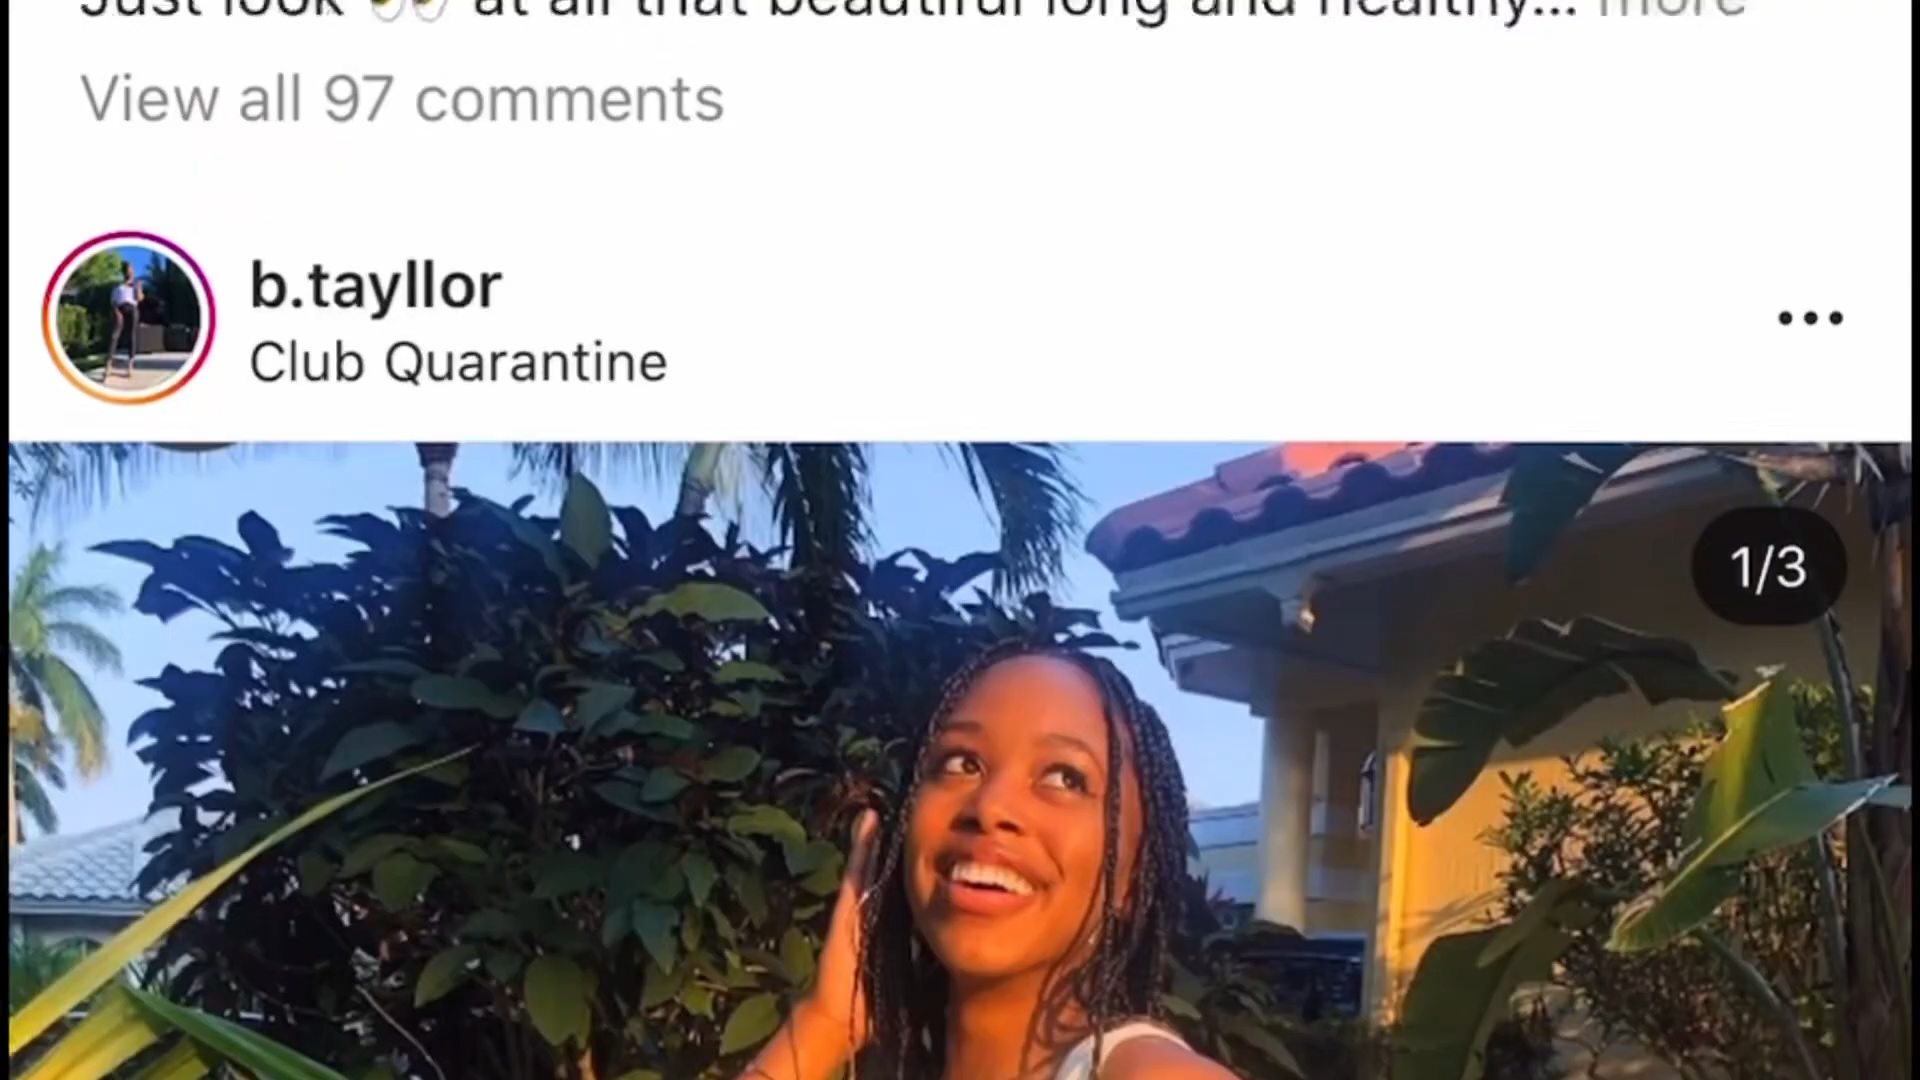 Just look 👀 at all that beautiful long and healthy... more
View all 97 comments
b.tayllor
Club Quarantine
1/3